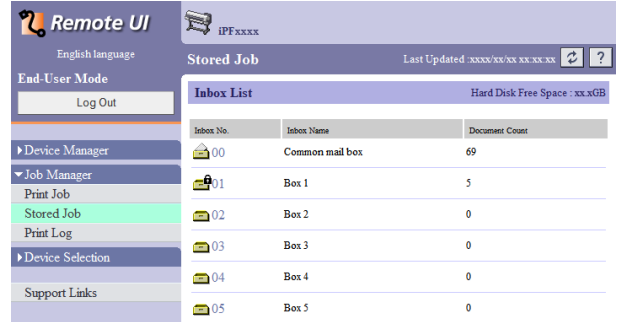 Remote UI
English language
End-User Mode
Log Out
Device Manager
Job Manager
Print Job
Stored Job
Print Log
Device Selection
Support Links
iPFxxxx
Stored Job Last Updated :xxxx/xx/xx xx:xx:xx ?
Inbox List Hard Disk Free Space : xx.xGB
Inbox No. Inbox Name Document Count
00 Common mail box 69
01 Box 1 5
02 Box 2 0
03 Box 3 0
04 Box 4 0
05 Box 5 0